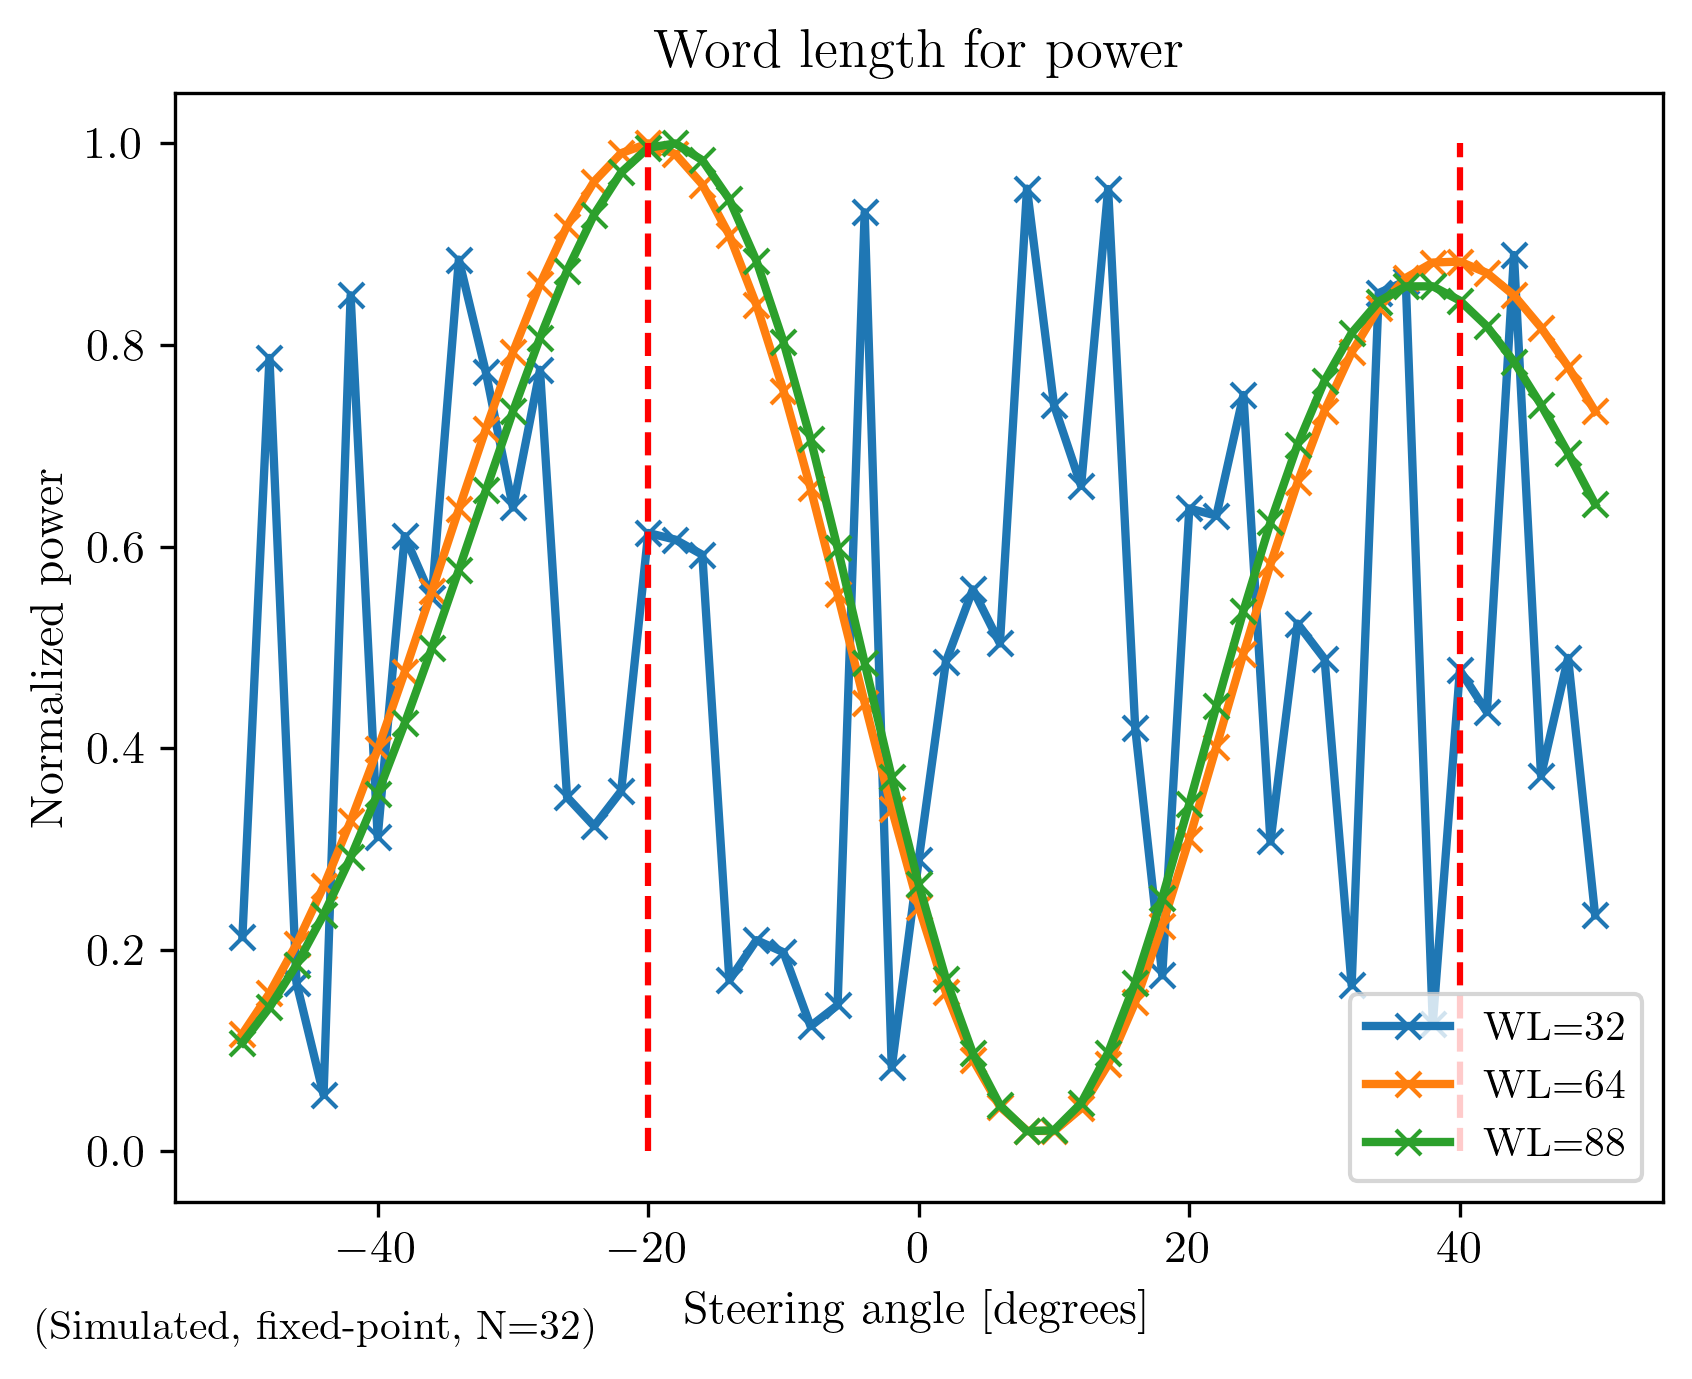 Word length for power
Normalized power
1.0
0.8
0.6
0.4
0.2
0.0
−40
−20
0
20
40
WL=32
WL=64
WL=88
Steering angle [degrees]
(Simulated, fixed-point, N=32)